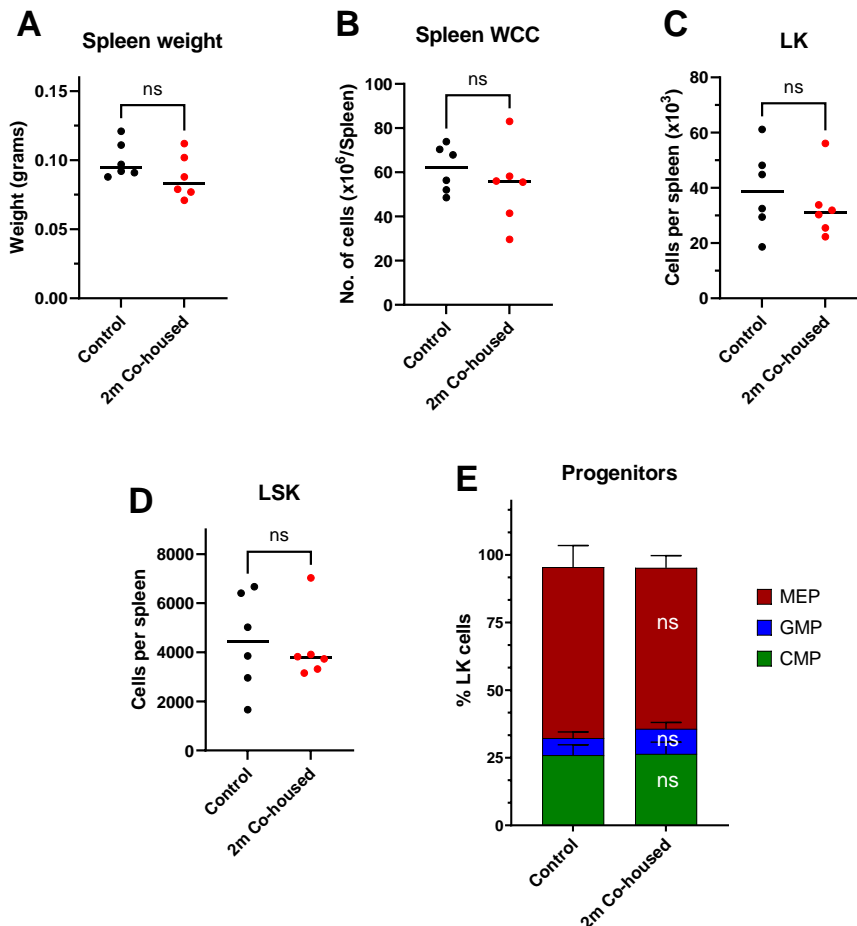 A
Spleen weight
ns
Weight (grams)
0.15
0.10
0.05
0.00
Control
2m Co-housed
B
Spleen WCC
ns
No. of cells (x10⁶/Spleen)
100
80
60
40
20
0
Control
2m Co-housed
C
LK
ns
Cells per spleen (x10³)
80
60
40
20
0
Control
2m Co-housed
D
LSK
ns
Cells per spleen
8000
6000
4000
2000
0
Control
2m Co-housed
E
Progenitors
% LK cells
100
75
50
25
0
ns
ns
ns
Control
2m Co-housed
MEP
GMP
CMP